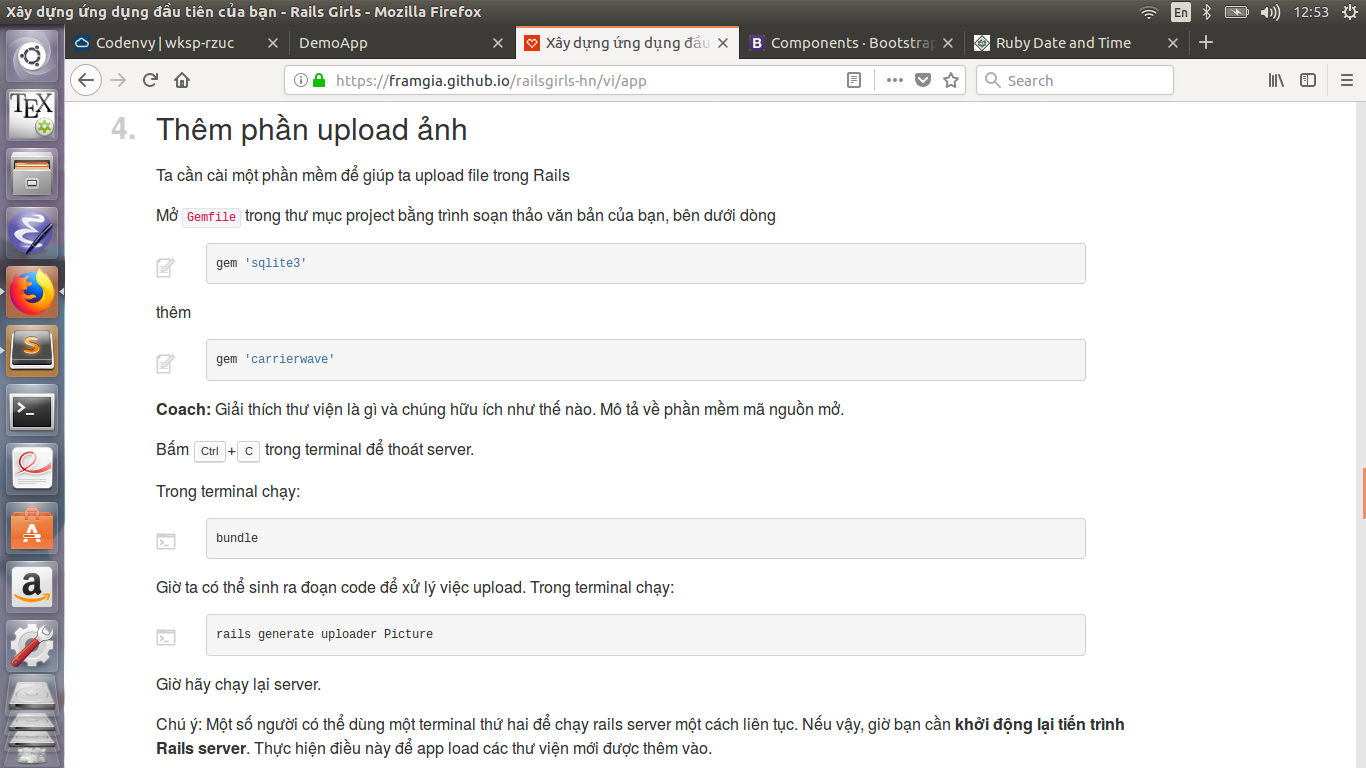 Xây dựng ứng dụng đầu tiên của bạn - Rails Girls - Mozilla Firefox
En
12:53
Codenvy | wksp-rzuc
DemoApp
Xây dựng ứng dụng đầu
Components · Bootstrap
Ruby Date and Time
https://framgia.github.io/railsgirls-hn/vi/app
Search
4. Thêm phần upload ảnh
Ta cần cài một phần mềm để giúp ta upload file trong Rails
Mở Gemfile trong thư mục project bằng trình soạn thảo văn bản của bạn, bên dưới dòng
gem 'sqlite3'
thêm
gem 'carrierwave'
Coach: Giải thích thư viện là gì và chúng hữu ích như thế nào. Mô tả về phần mềm mã nguồn mở.
Bấm Ctrl+C trong terminal để thoát server.
Trong terminal chạy:
bundle
Giờ ta có thể sinh ra đoạn code để xử lý việc upload. Trong terminal chạy:
rails generate uploader Picture
Giờ hãy chạy lại server.
Chú ý: Một số người có thể dùng một terminal thứ hai để chạy rails server một cách liên tục. Nếu vậy, giờ bạn cần khởi động lại tiến trình
Rails server. Thực hiện điều này để app load các thư viện mới được thêm vào.
TEX